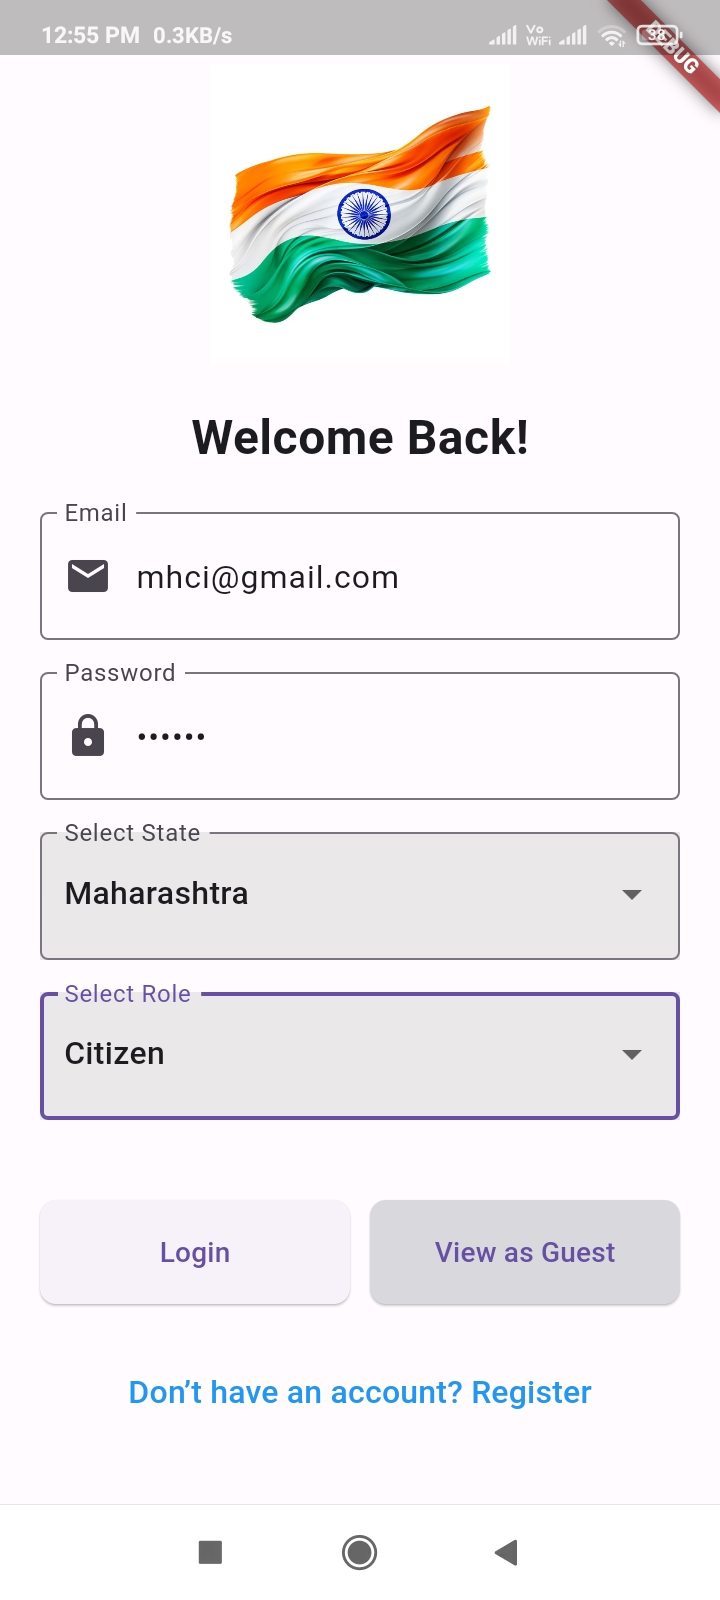 12:55 PM 0.3KB/s
Vo
WiFi
38
DEBUG
Welcome Back!
Email
mhci@gmail.com
Password
••••••
Select State
Maharashtra
Select Role
Citizen
Login View as Guest
Don’t have an account? Register